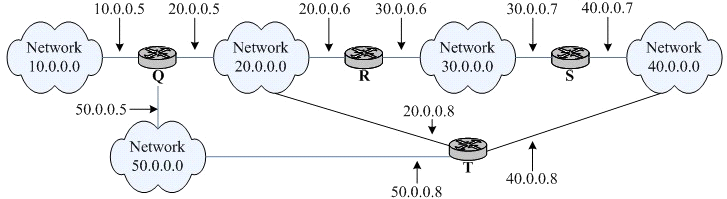 10.0.0.5
20.0.0.5
20.0.0.6
30.0.0.6
30.0.0.7
40.0.0.7
Network
10.0.0.0
Q
Network
20.0.0.0
R
Network
30.0.0.0
S
Network
40.0.0.0
50.0.0.5
20.0.0.8
Network
50.0.0.0
T
50.0.0.8
40.0.0.8